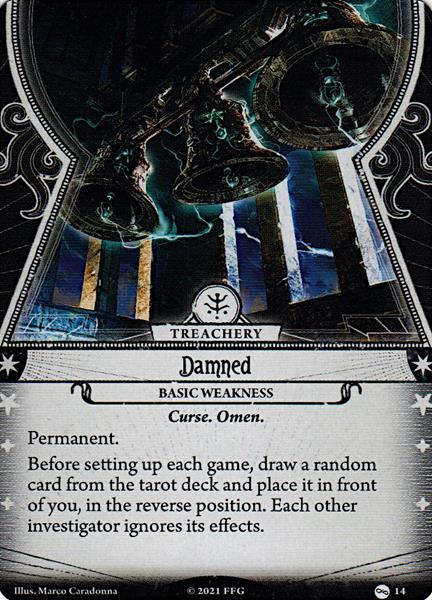 TREACHERY
Damned
BASIC WEAKNESS
Curse. Omen.
Permanent.
Before setting up each game, draw a random
card from the tarot deck and place it in front
of you, in the reverse position. Each other
investigator ignores its effects.
Illus. Marco Caradonna © 2021 FFG 14